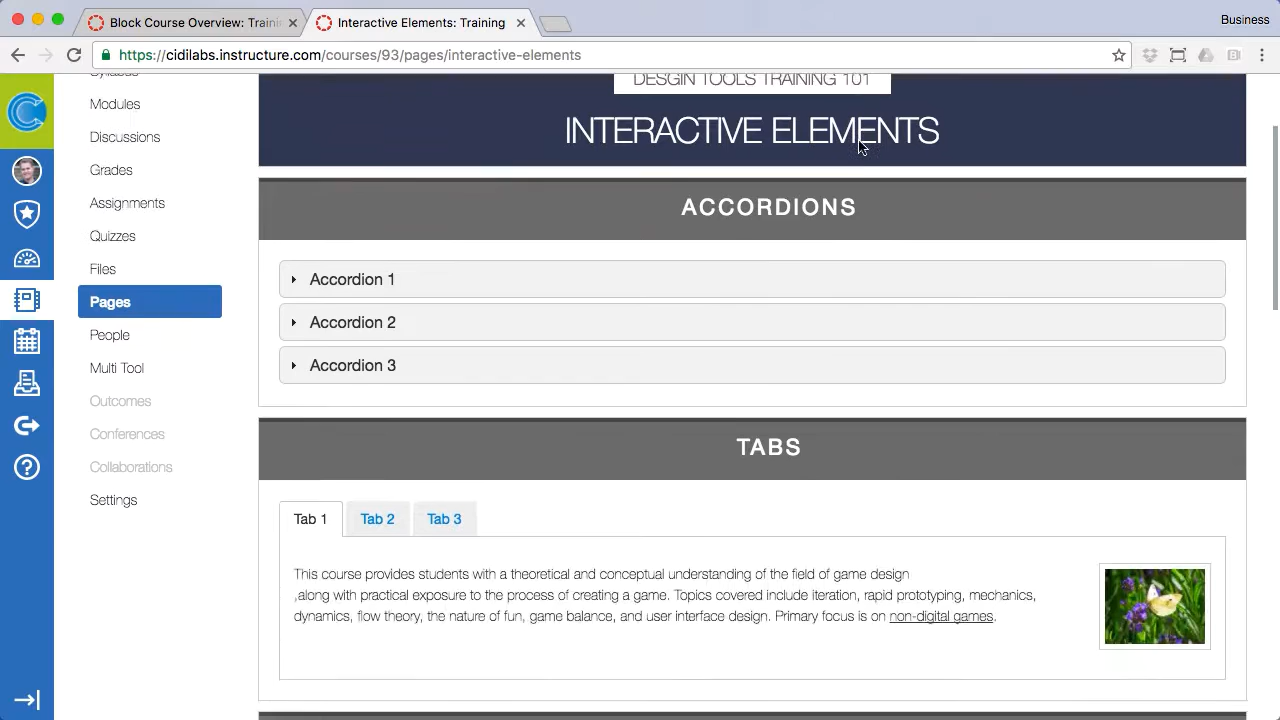 Block Course Overview: Traini
Interactive Elements: Training
Business
https://cidilabs.instructure.com/courses/93/pages/interactive-elements
Syllabus
Modules
Discussions
Grades
Assignments
Quizzes
Files
Pages
People
Multi Tool
Outcomes
Conferences
Collaborations
Settings
DESGIN TOOLS TRAINING 101
INTERACTIVE ELEMENTS
ACCORDIONS
Accordion 1
Accordion 2
Accordion 3
TABS
Tab 1 Tab 2 Tab 3
This course provides students with a theoretical and conceptual understanding of the field of game design
,along with practical exposure to the process of creating a game. Topics covered include iteration, rapid prototyping, mechanics,
dynamics, flow theory, the nature of fun, game balance, and user interface design. Primary focus is on non-digital games.